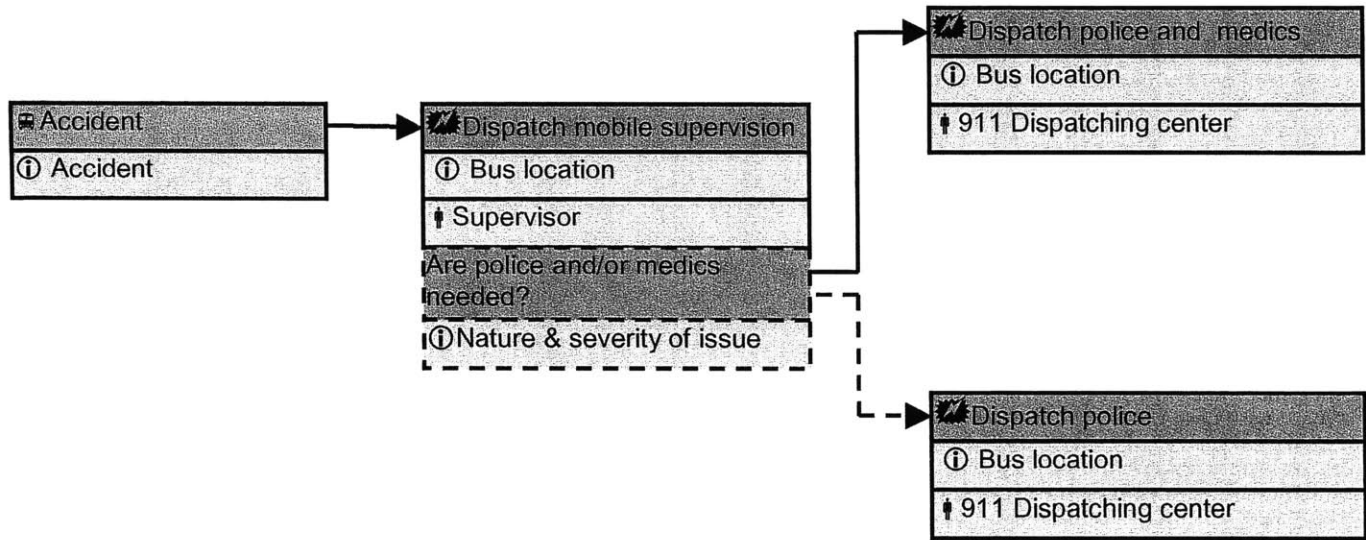 Accident
Accident
Dispatch mobile supervision
Bus location
Supervisor
Are police and/or medics
needed?
Nature & severity of issue
Dispatch police and medics
Bus location
911 Dispatching center
Dispatch police
Bus location
911 Dispatching center